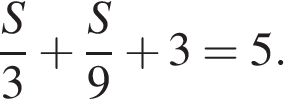 S/3 + S/9 + 3 = 5.